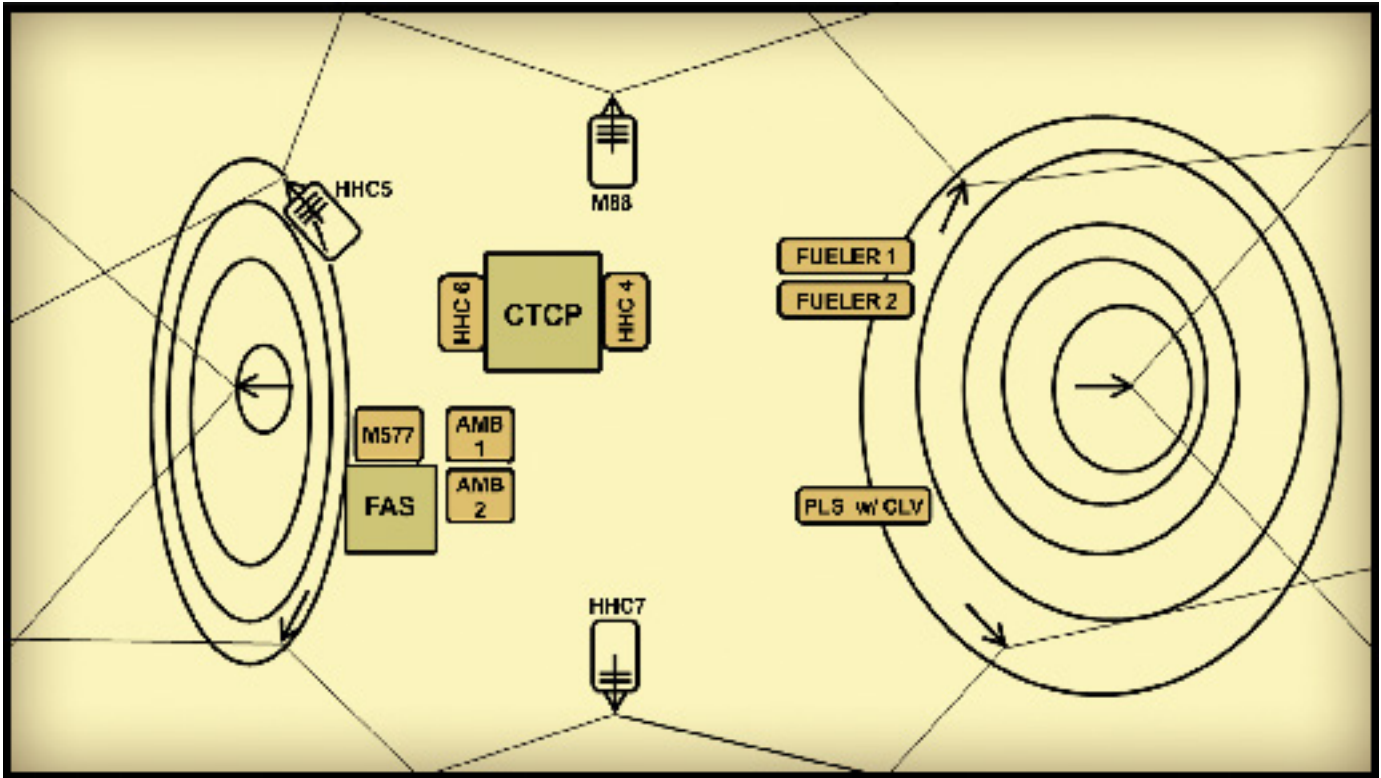 HHC5
M88
FUELER 1
FUELER 2
HHC 6
CTCP
HHC 4
M577
AMB
1
FAS
AMB
2
PLS w/ CLV
HHC7